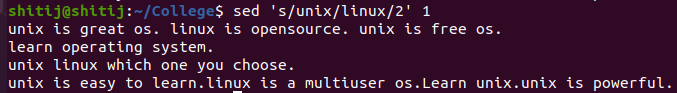 shitij@shitij:~/College$ sed 's/unix/linux/2' 1
unix is great os. linux is opensource. unix is free os.
learn operating system.
unix linux which one you choose.
unix is easy to learn.linux is a multiuser os.Learn unix.unix is powerful.